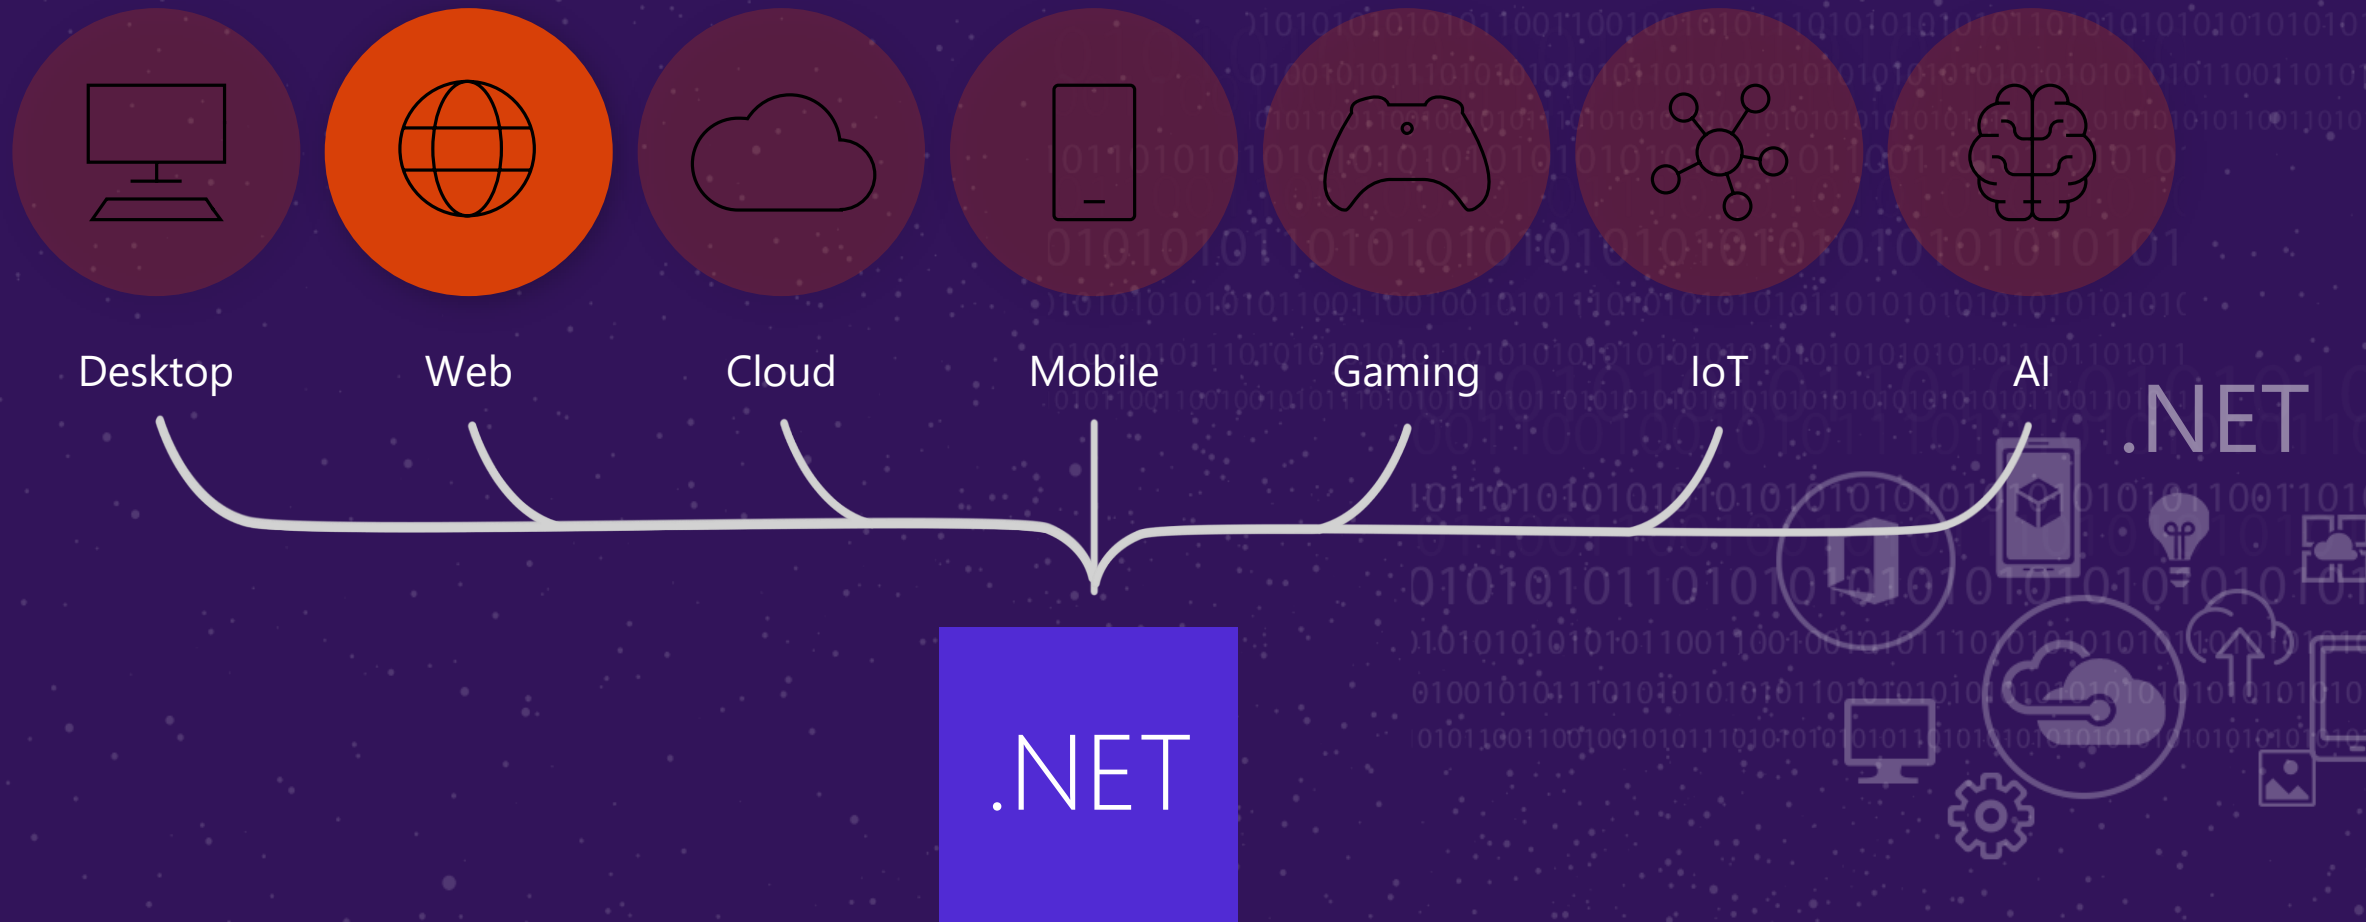 Desktop
Web
Cloud
Mobile
Gaming
IoT
AI
.NET
.NET